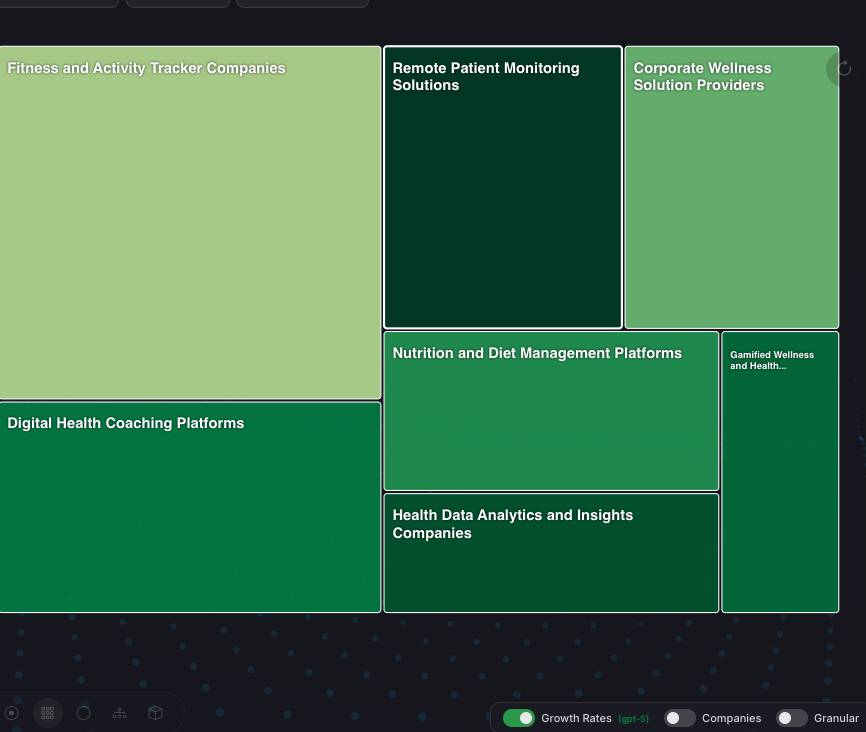 Fitness and Activity Tracker Companies
Remote Patient Monitoring
Solutions
Corporate Wellness
Solution Providers
Nutrition and Diet Management Platforms
Gamified Wellness
and Health...
Digital Health Coaching Platforms
Health Data Analytics and Insights
Companies
Growth Rates (gpt-5)
Companies
Granular